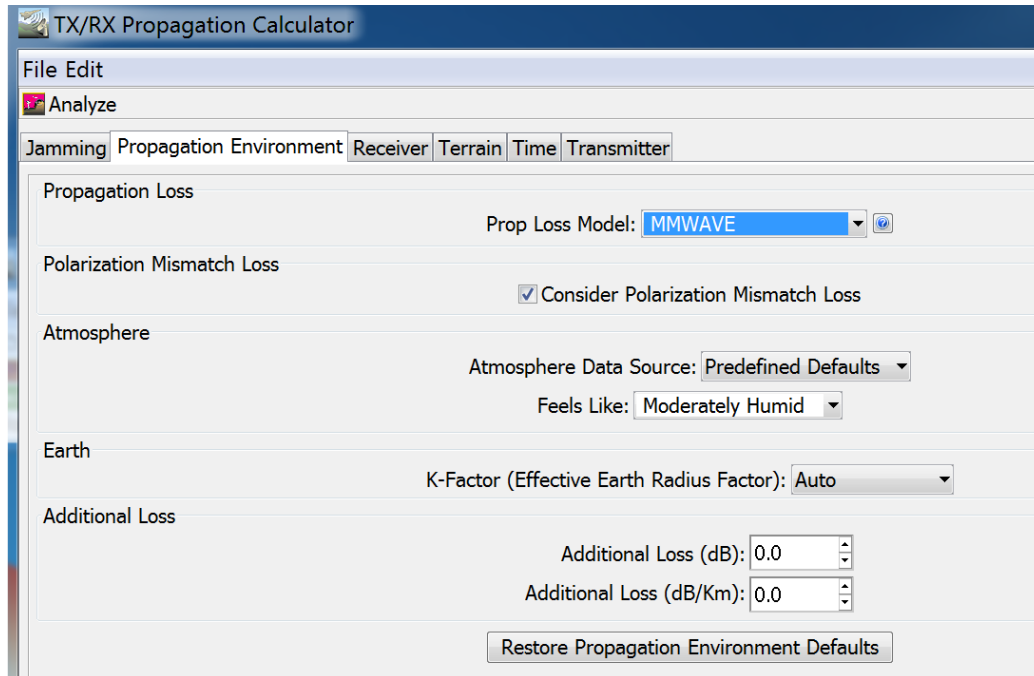 TX/RX Propagation Calculator
File Edit
Analyze
Jamming Propagation Environment Receiver Terrain Time Transmitter
Propagation Loss
Prop Loss Model: MMWAVE
Polarization Mismatch Loss
Consider Polarization Mismatch Loss
Atmosphere
Atmosphere Data Source: Predefined Defaults
Feels Like: Moderately Humid
Earth
K-Factor (Effective Earth Radius Factor): Auto
Additional Loss
Additional Loss (dB): 0.0
Additional Loss (dB/Km): 0.0
Restore Propagation Environment Defaults